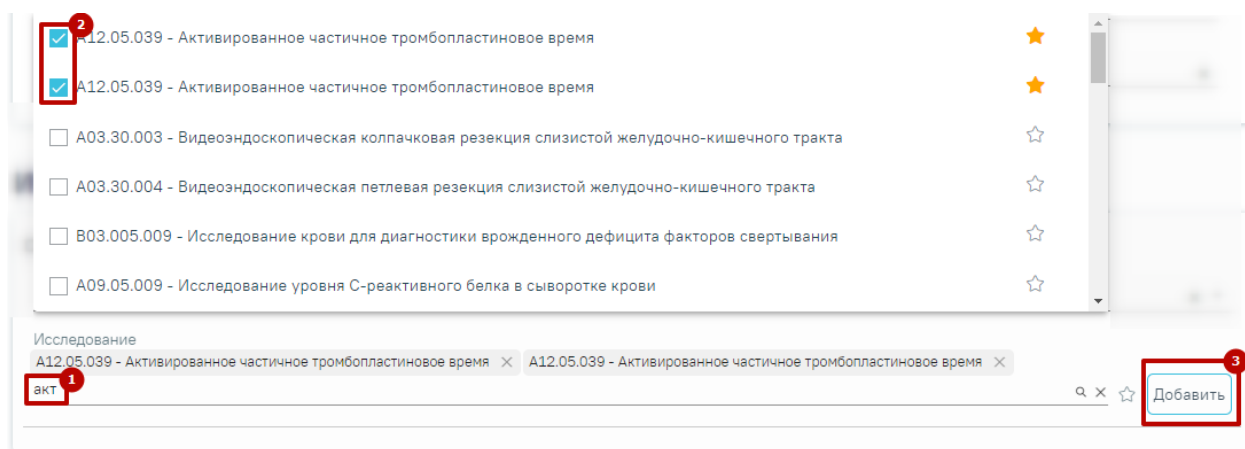 2
A12.05.039 - Активированное частичное тромбопластиновое время
A12.05.039 - Активированное частичное тромбопластиновое время
A03.30.003 - Видеоэндоскопическая колпачковая резекция слизистой желудочно-кишечного тракта
A03.30.004 - Видеоэндоскопическая петлевая резекция слизистой желудочно-кишечного тракта
B03.005.009 - Исследование крови для диагностики врожденного дефицита факторов свертывания
A09.05.009 - Исследование уровня С-реактивного белка в сыворотке крови
Исследование
A12.05.039 - Активированное частичное тромбопластиновое время × A12.05.039 - Активированное частичное тромбопластиновое время ×
3
1
акт
Добавить